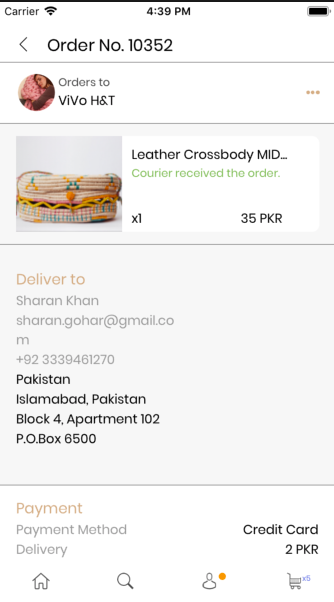 Carrier 4:39 PM
Order No. 10352
Orders to
ViVo H&T
Leather Crossbody MID...
Courier received the order.
x1 35 PKR
Deliver to
Sharan Khan
sharan.gohar@gmail.co
m
+92 3339461270
Pakistan
Islamabad, Pakistan
Block 4, Apartment 102
P.O.Box 6500
Payment
Payment Method Credit Card
Delivery 2 PKR
x5